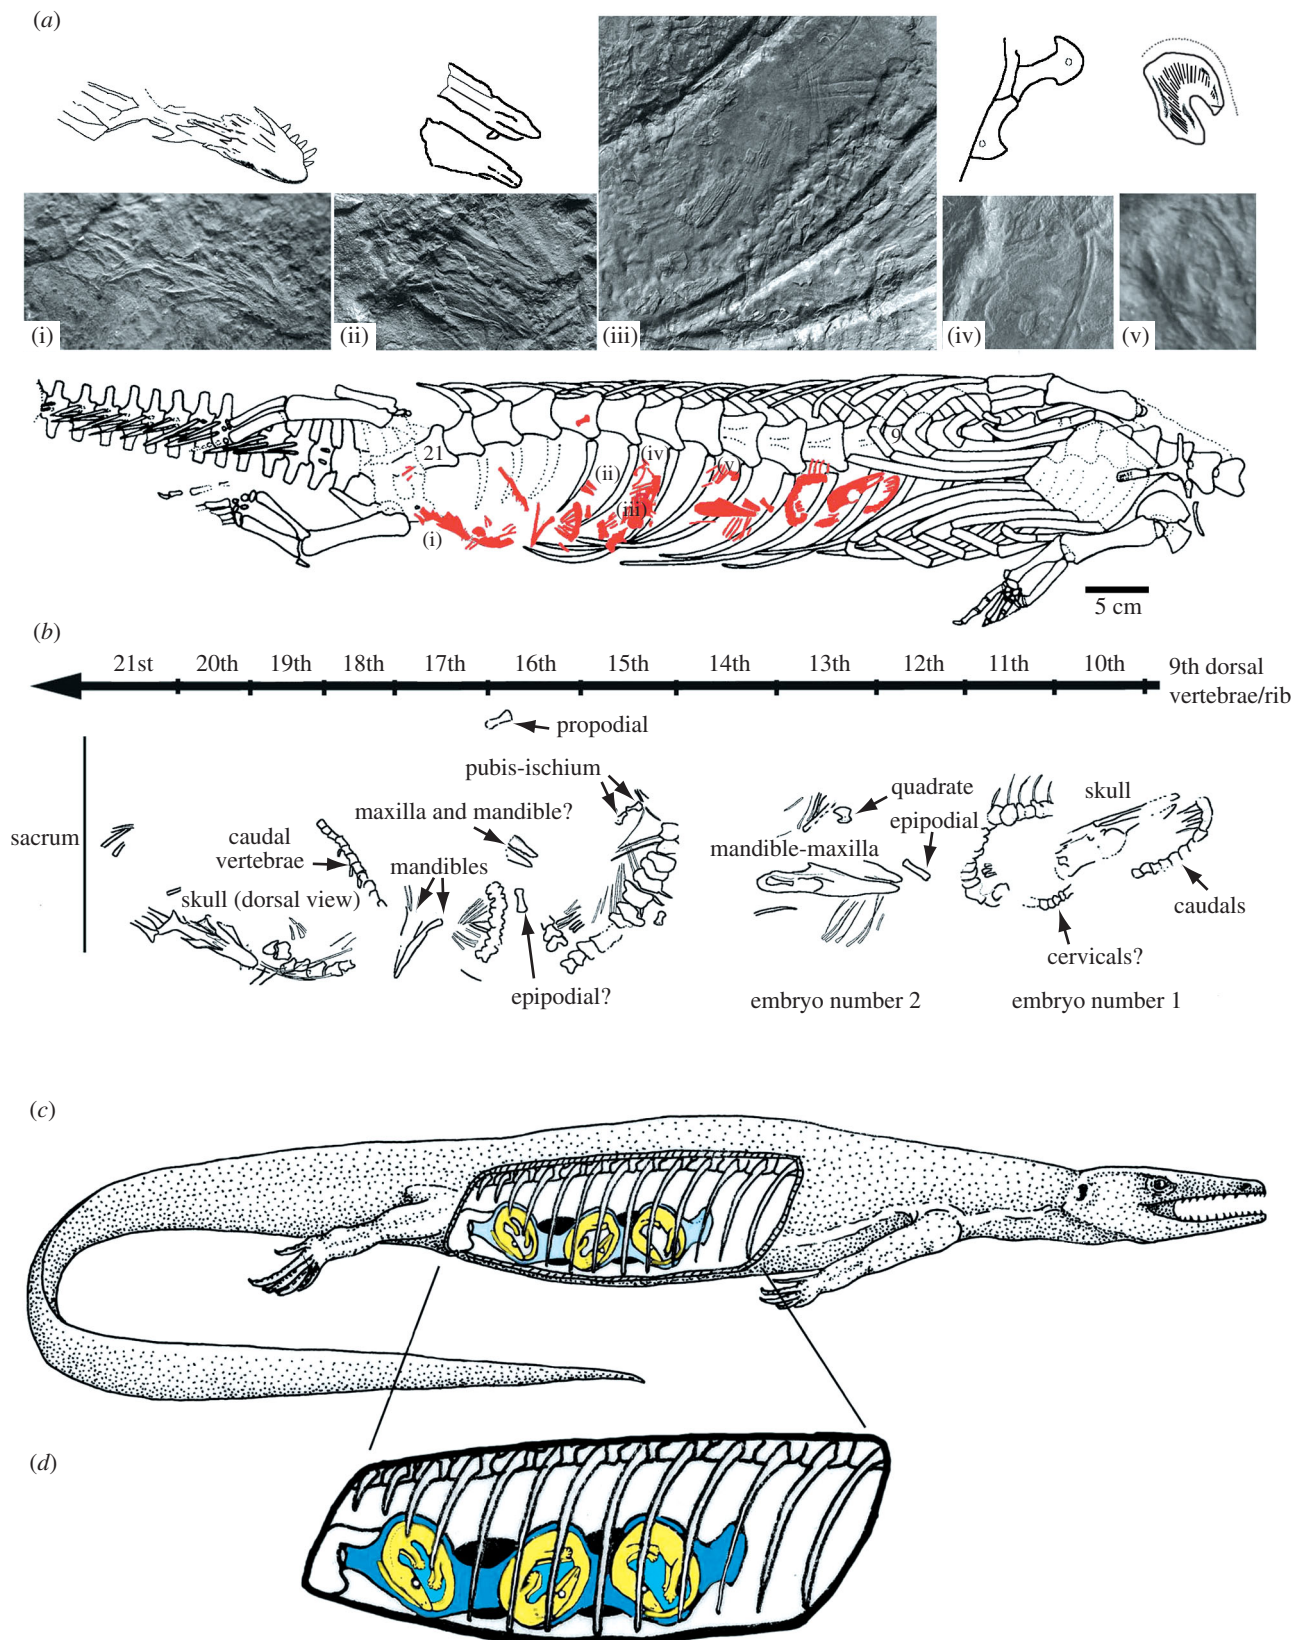 (a)
(i)
(ii)
(iii)
(iv)
(v)
21
9
(ii)
(iv)
(v)
(iii)
(i)
5 cm
(b)
21st 20th 19th 18th 17th 16th 15th 14th 13th 12th 11th 10th 9th dorsal
vertebrae/rib
propodial
pubis-ischium
quadrate
skull
maxilla and mandible?
epipodial
sacrum
caudal
vertebrae
mandibles
mandible-maxilla
skull (dorsal view)
caudals
cervicals?
epipodial?
embryo number 2
embryo number 1
(c)
(d)